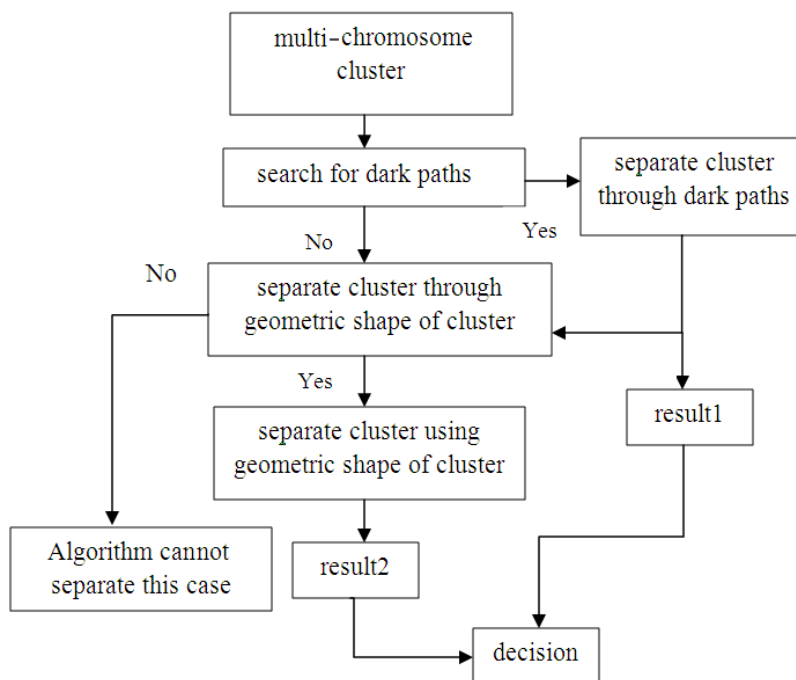 multi-chromosome
cluster
search for dark paths
separate cluster
through dark paths
No
Yes
No
separate cluster through
geometric shape of cluster
Yes
result1
separate cluster using
geometric shape of cluster
Algorithm cannot
separate this case
result2
decision